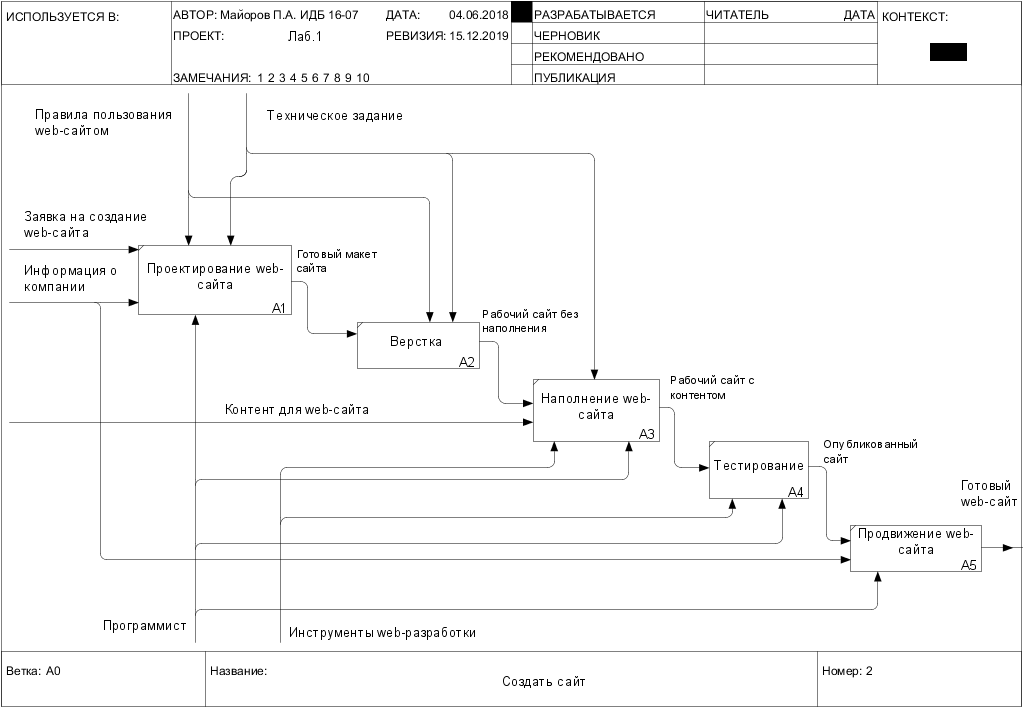 ИСПОЛЬЗУЕТСЯ В:
АВТОР: Майоров П.А. ИДБ 16-07
ДАТА: 04.06.2018
ПРОЕКТ: Лаб.1
РЕВИЗИЯ: 15.12.2019
ЗАМЕЧАНИЯ: 1 2 3 4 5 6 7 8 9 10
РАЗРАБАТЫВАЕТСЯ
ЧЕРНОВИК
РЕКОМЕНДОВАНО
ПУБЛИКАЦИЯ
ЧИТАТЕЛЬ ДАТА
КОНТЕКСТ:
Правила пользования
web-сайтом
Техническое задание
Заявка на создание
web-сайта
Информация о
компании
Проектирование web-
сайта
A1
Готовый макет
сайта
Верстка
A2
Рабочий сайт без
наполнения
Контент для web-сайта
Наполнение web-
сайта
A3
Рабочий сайт с
контентом
Тестирование
A4
Опубликованный
сайт
Продвижение web-
сайта
A5
Готовый
web-сайт
Программист
Инструменты web-разработки
Ветка: A0
Название:
Создать сайт
Номер: 2